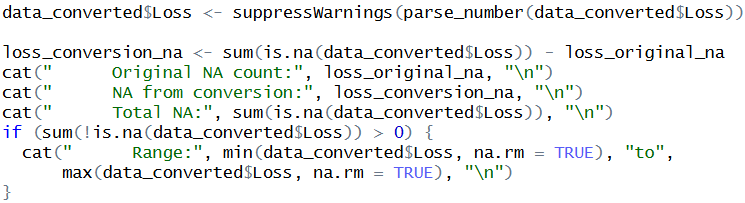 data_converted$Loss <- suppressWarnings(parse_number(data_converted$Loss))
loss_conversion_na <- sum(is.na(data_converted$Loss)) - loss_original_na
cat("      Original NA count:", loss_original_na, "\n")
cat("      NA from conversion:", loss_conversion_na, "\n")
cat("      Total NA:", sum(is.na(data_converted$Loss)), "\n")
if (sum(!is.na(data_converted$Loss)) > 0) {
  cat("      Range:", min(data_converted$Loss, na.rm = TRUE), "to",
      max(data_converted$Loss, na.rm = TRUE), "\n")
}